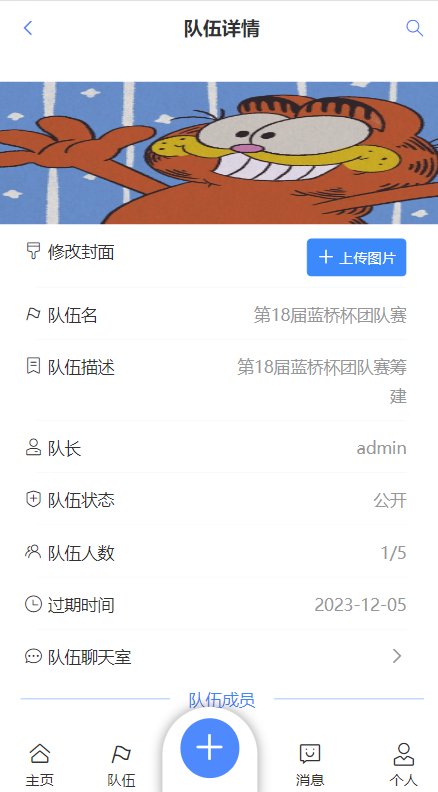 队伍详情
修改封面
上传图片
队伍名
第18届蓝桥杯团队赛
队伍描述
第18届蓝桥杯团队赛筹
建
队长
admin
队伍状态
公开
队伍人数
1/5
过期时间
2023-12-05
队伍聊天室
队伍成员
主页
队伍
消息
个人